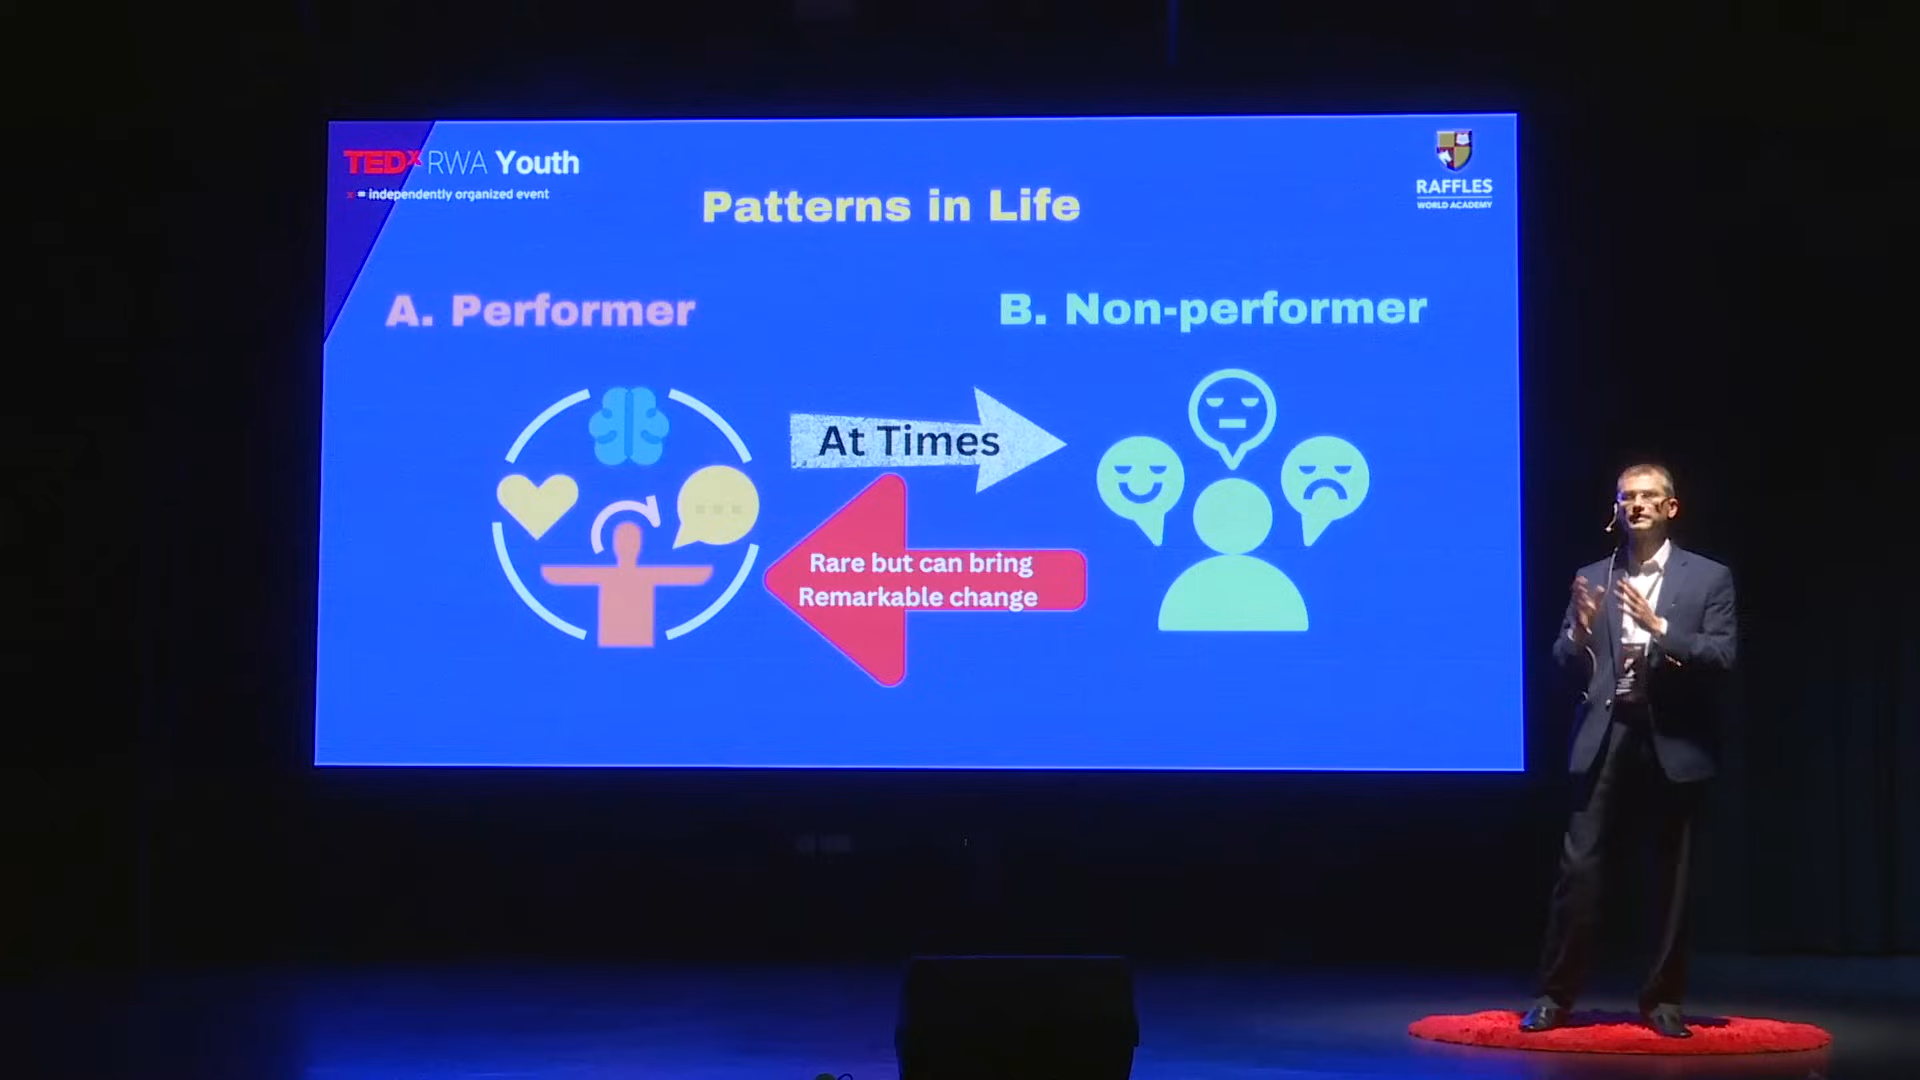 TEDx RWA Youth
x = independently organized event
RAFFLES
WORLD ACADEMY
Patterns in Life
A. Performer
B. Non-performer
At Times
Rare but can bring
Remarkable change